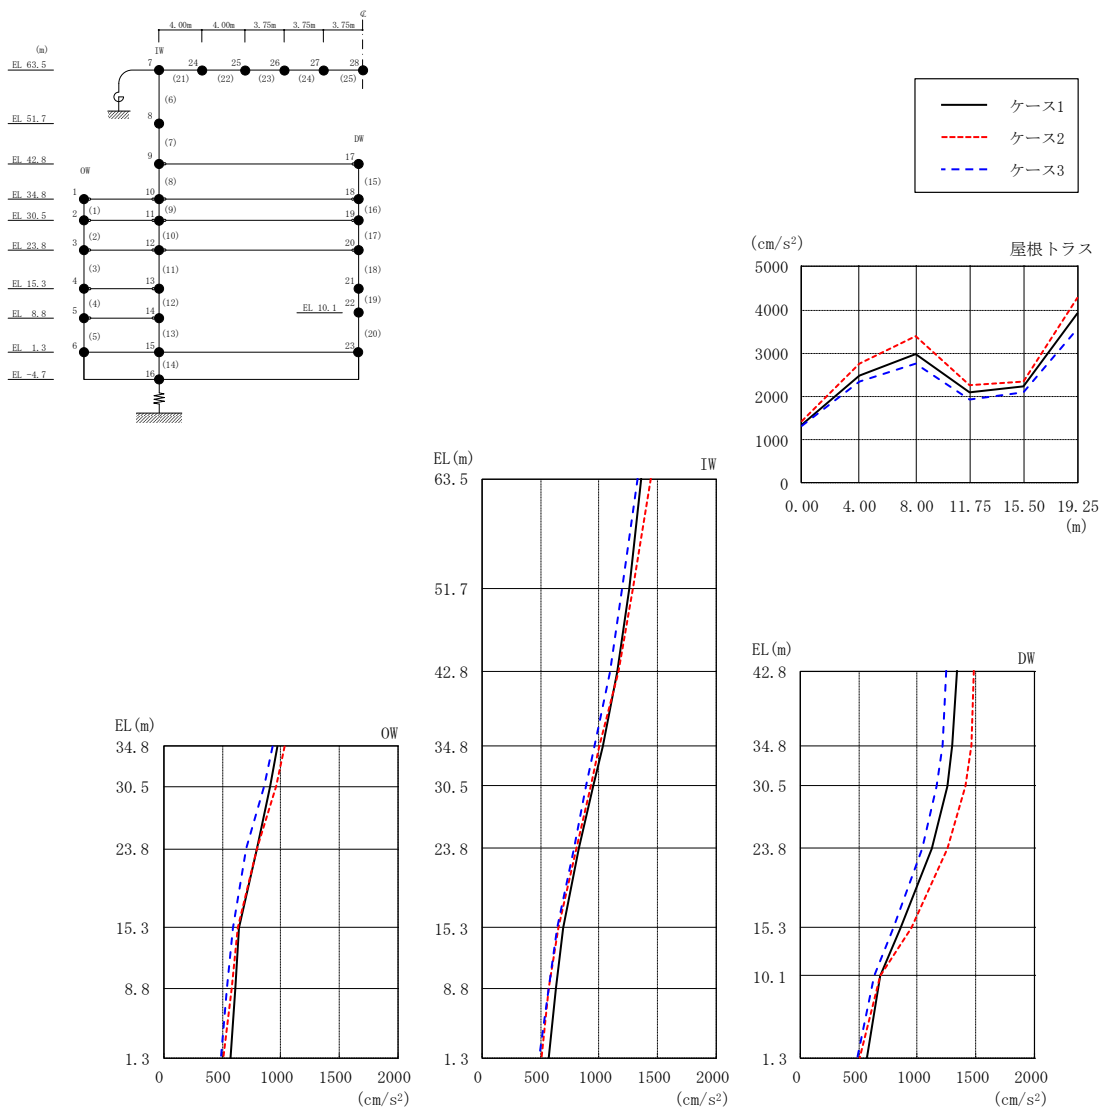 ℄
4.00m 4.00m 3.75m 3.75m 3.75m
(m)
IW
EL 63.5
7 24 25 26 27 28
(21) (22) (23) (24) (25)
(6)
EL 51.7
8
(7)
DW
EL 42.8
9 17
OW
(8) (15)
EL 34.8
1 10 18
(1) (9) (16)
EL 30.5
2 11 19
(2) (10) (17)
EL 23.8
3 12 20
(3) (11) (18)
EL 15.3
4 13 21
(4) (12) (19)
EL 10.1 22
EL 8.8
5 14
(5) (13) (20)
EL 1.3
6 15 23
(14)
EL -4.7
16
ケース1
ケース2
ケース3
(cm/s²)
屋根トラス
5000
4000
3000
2000
1000
0
0.00 4.00 8.00 11.75 15.50 19.25
(m)
EL(m)
IW
63.5
51.7
42.8
34.8
30.5
23.8
15.3
8.8
1.3
0 500 1000 1500 2000
(cm/s²)
EL(m)
OW
34.8
30.5
23.8
15.3
8.8
1.3
0 500 1000 1500 2000
(cm/s²)
EL(m)
DW
42.8
34.8
30.5
23.8
15.3
10.1
1.3
0 500 1000 1500 2000
(cm/s²)